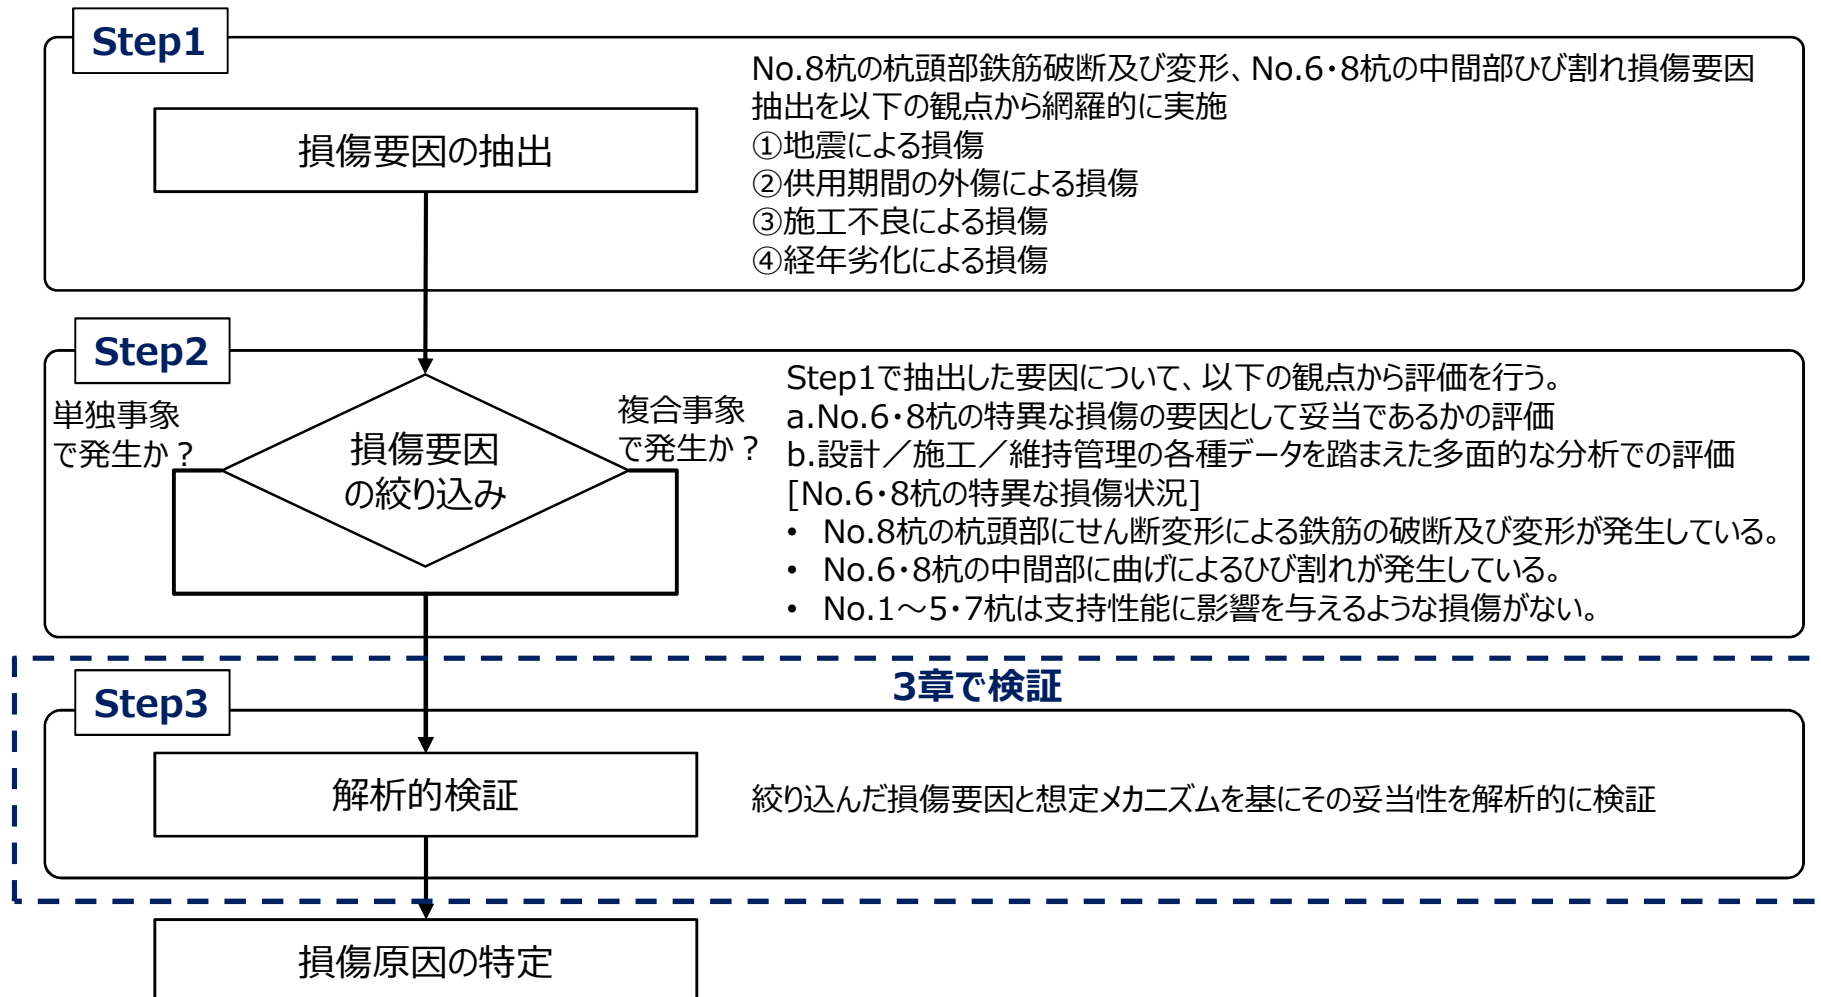 Step1
損傷要因の抽出
No.8杭の杭頭部鉄筋破断及び変形、No.6・8杭の中間部ひび割れ損傷要因
抽出を以下の観点から網羅的に実施
①地震による損傷
②供用期間の外傷による損傷
③施工不良による損傷
④経年劣化による損傷
Step2
単独事象
で発生か？
損傷要因
の絞り込み
複合事象
で発生か？
Step1で抽出した要因について、以下の観点から評価を行う。
a.No.6・8杭の特異な損傷の要因として妥当であるかの評価
b.設計／施工／維持管理の各種データを踏まえた多面的な分析での評価
[No.6・8杭の特異な損傷状況]
• No.8杭の杭頭部にせん断変形による鉄筋の破断及び変形が発生している。
• No.6・8杭の中間部に曲げによるひび割れが発生している。
• No.1～5・7杭は支持性能に影響を与えるような損傷がない。
3章で検証
Step3
解析的検証
絞り込んだ損傷要因と想定メカニズムを基にその妥当性を解析的に検証
損傷原因の特定